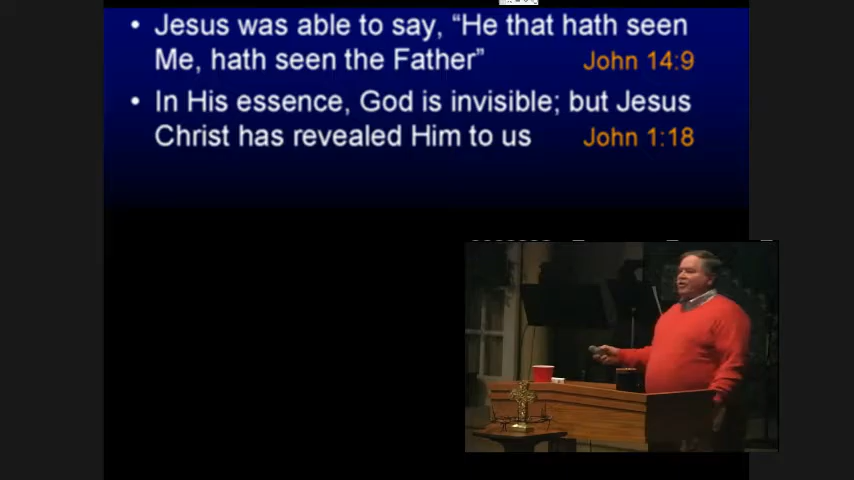 • Jesus was able to say, “He that hath seen
Me, hath seen the Father” John 14:9
• In His essence, God is invisible; but Jesus
Christ has revealed Him to us John 1:18